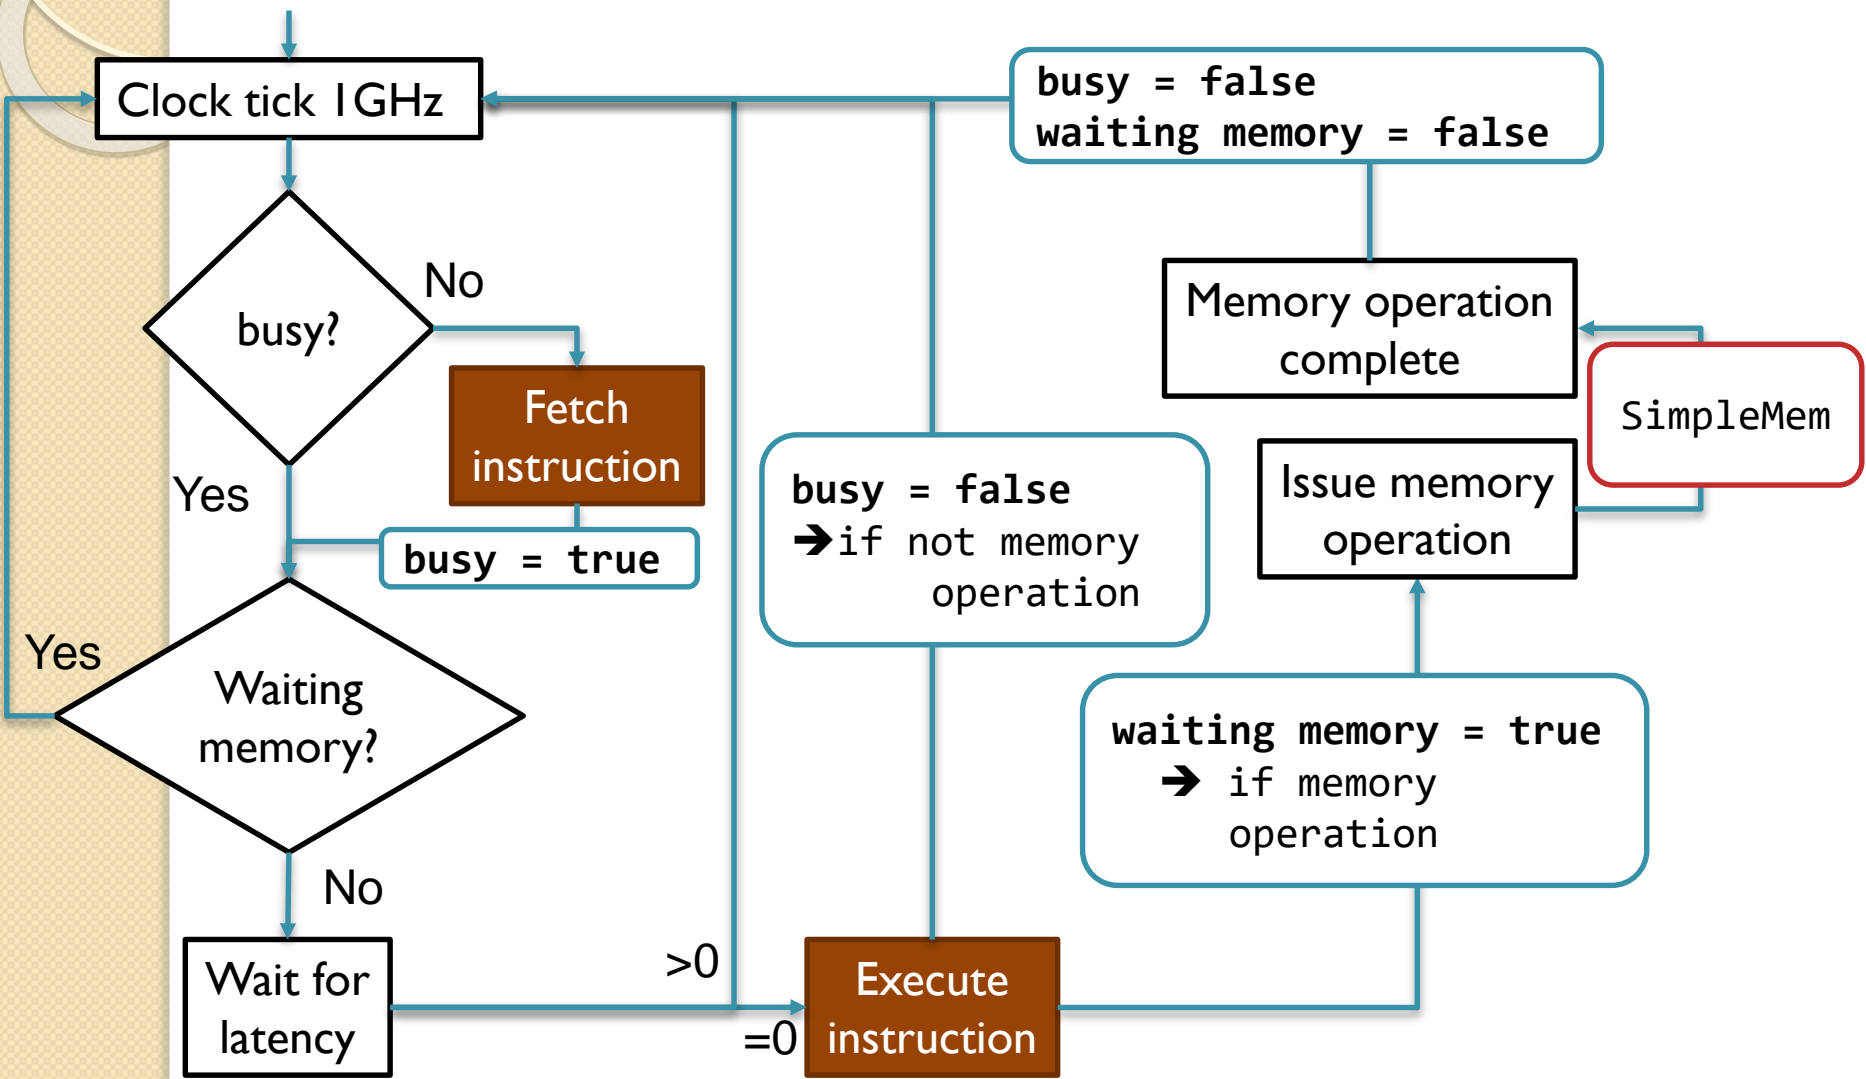 Clock tick 1GHz
busy = false
waiting memory = false
busy?
No
Yes
Fetch
instruction
busy = true
Waiting
memory?
Yes
No
Wait for
latency
>0
=0
Execute
instruction
busy = false
➔if not memory
operation
waiting memory = true
➔ if memory
operation
Issue memory
operation
SimpleMem
Memory operation
complete